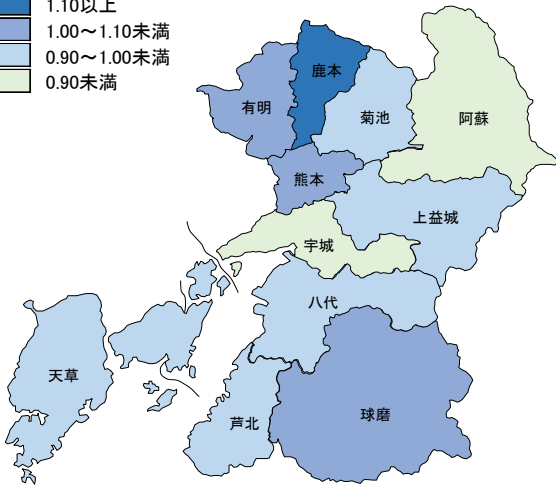 1.10以上
1.00～1.10未満
0.90～1.00未満
0.90未満
鹿本
有明
菊池
阿蘇
熊本
上益城
宇城
八代
天草
芦北
球磨